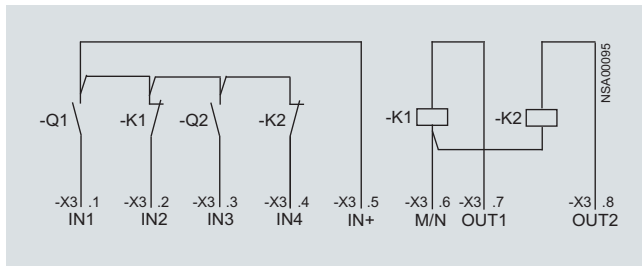 NSA00095
-Q1 -K1 -Q2 -K2 -K1 -K2
-X3 .1 -X3 .2 -X3 .3 -X3 .4 -X3 .5 -X3 .6 -X3 .7 -X3 .8
IN1 IN2 IN3 IN4 IN+ M/N OUT1 OUT2